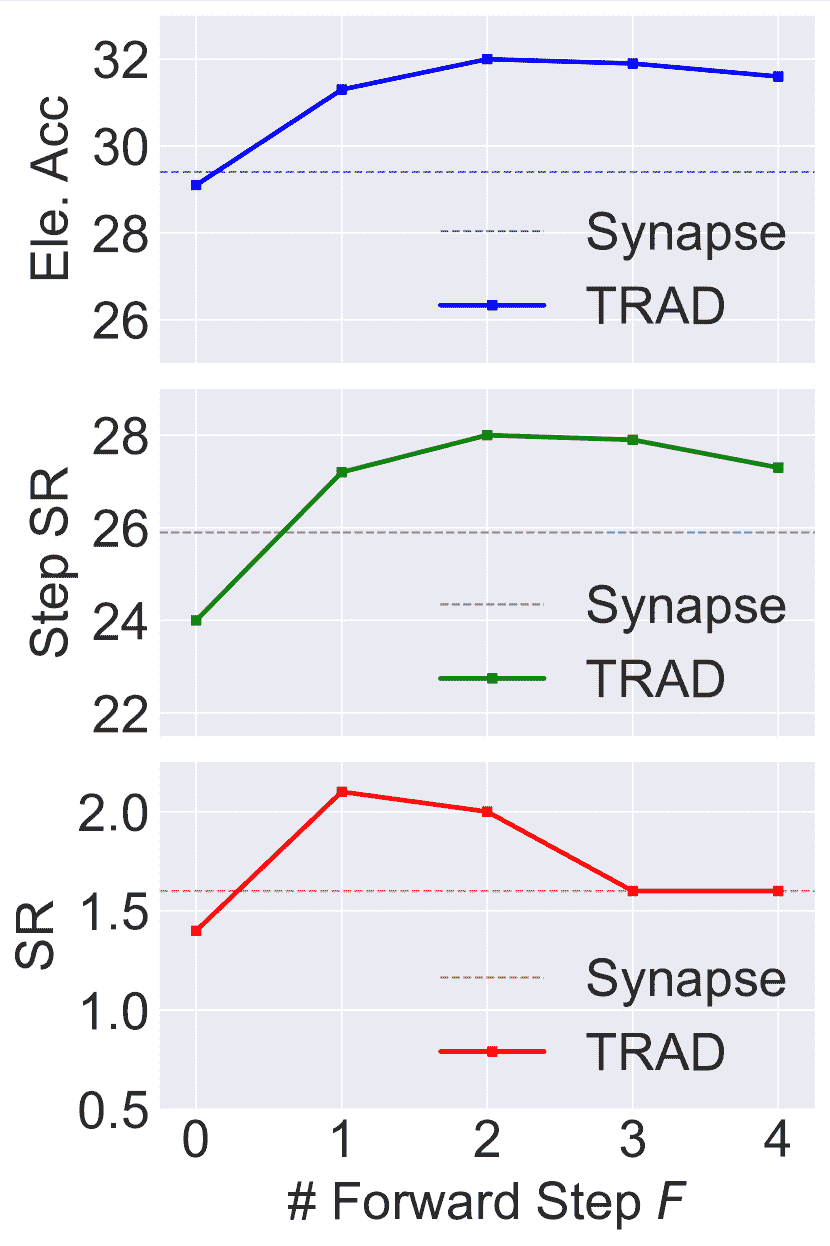 Ele. Acc
32
30
28
26
Synapse
TRAD
Step SR
28
26
24
22
Synapse
TRAD
SR
2.0
1.5
1.0
0.5
Synapse
TRAD
0 1 2 3 4
# Forward Step F